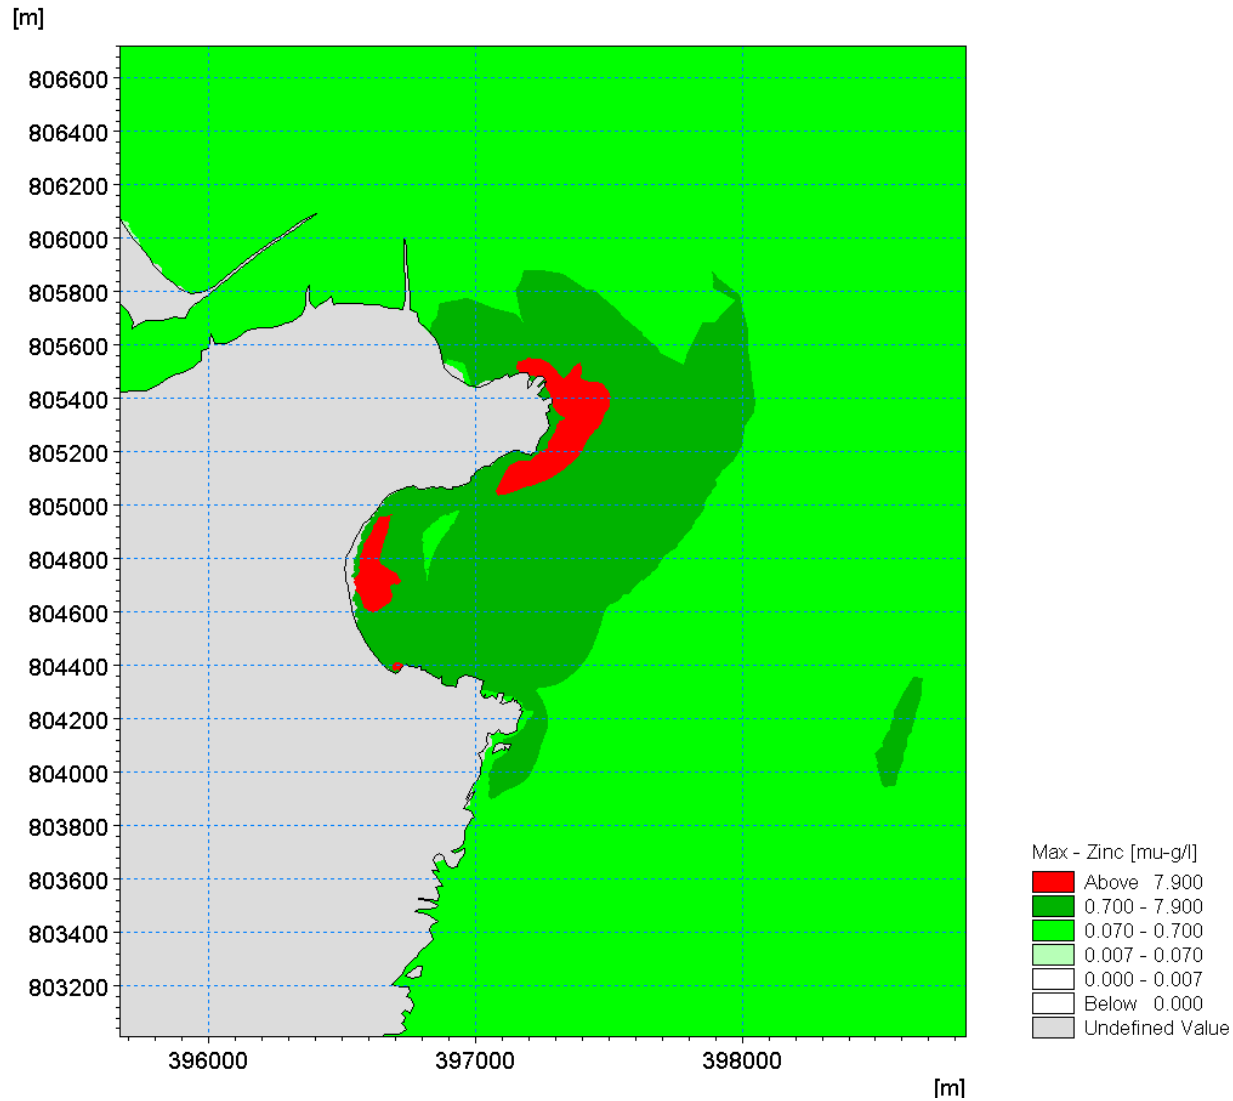 [m]
806600
806400
806200
806000
805800
805600
805400
805200
805000
804800
804600
804400
804200
804000
803800
803600
803400
803200
396000 397000 398000
[m]
Max - Zinc [mu-g/l]
Above 7.900
0.700 - 7.900
0.070 - 0.700
0.007 - 0.070
0.000 - 0.007
Below 0.000
Undefined Value